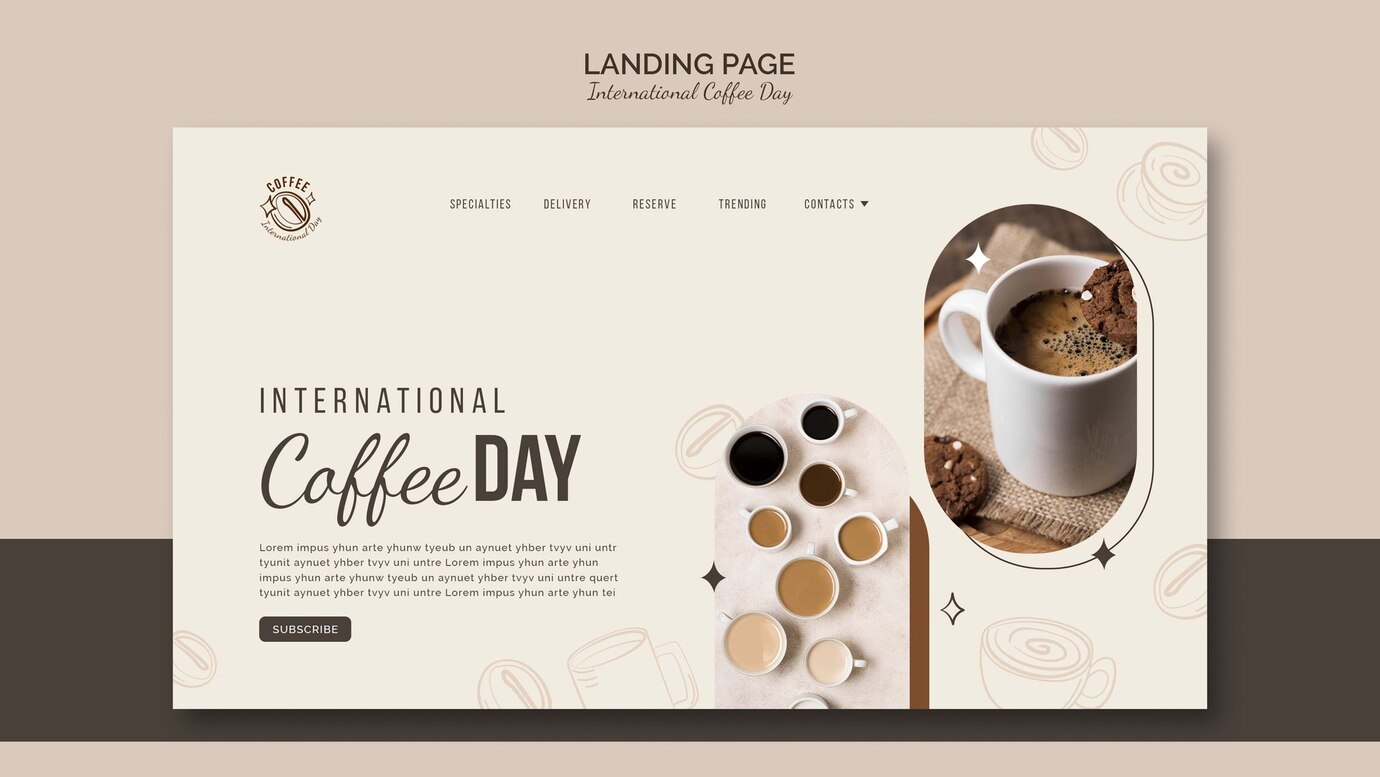 LANDING PAGE
International Coffee Day
COFFEE
International Day
SPECIALTIES DELIVERY RESERVE TRENDING CONTACTS
INTERNATIONAL
Coffee DAY
Lorem impus yhun arte yhunw tyeub un aynuet yhber tvyv uni untr
tyunit aynuet yhber tvyv uni untre Lorem impus yhun arte yhun
impus yhun arte yhunw tyeub un aynuet yhber tvyv uni untre quert
tyunit aynuet yhber tvyv uni untre Lorem impus yhun arte yhun tei
SUBSCRIBE